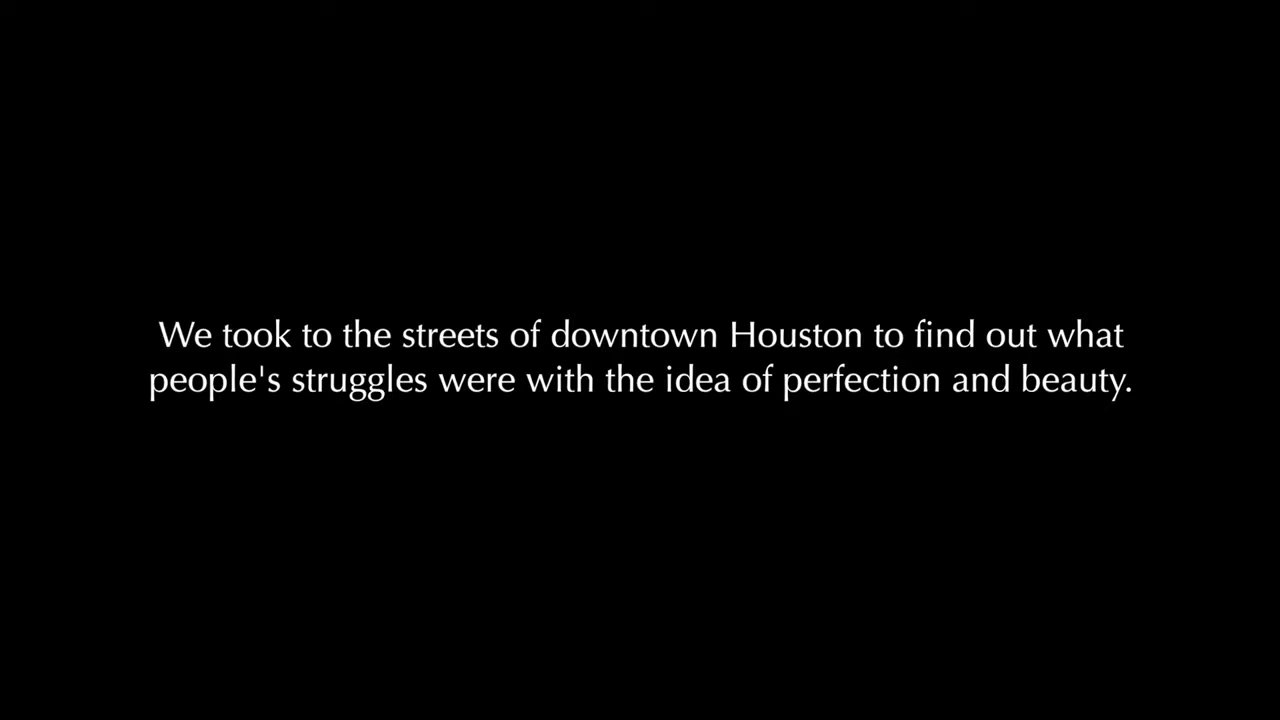 We took to the streets of downtown Houston to find out what
people's struggles were with the idea of perfection and beauty.